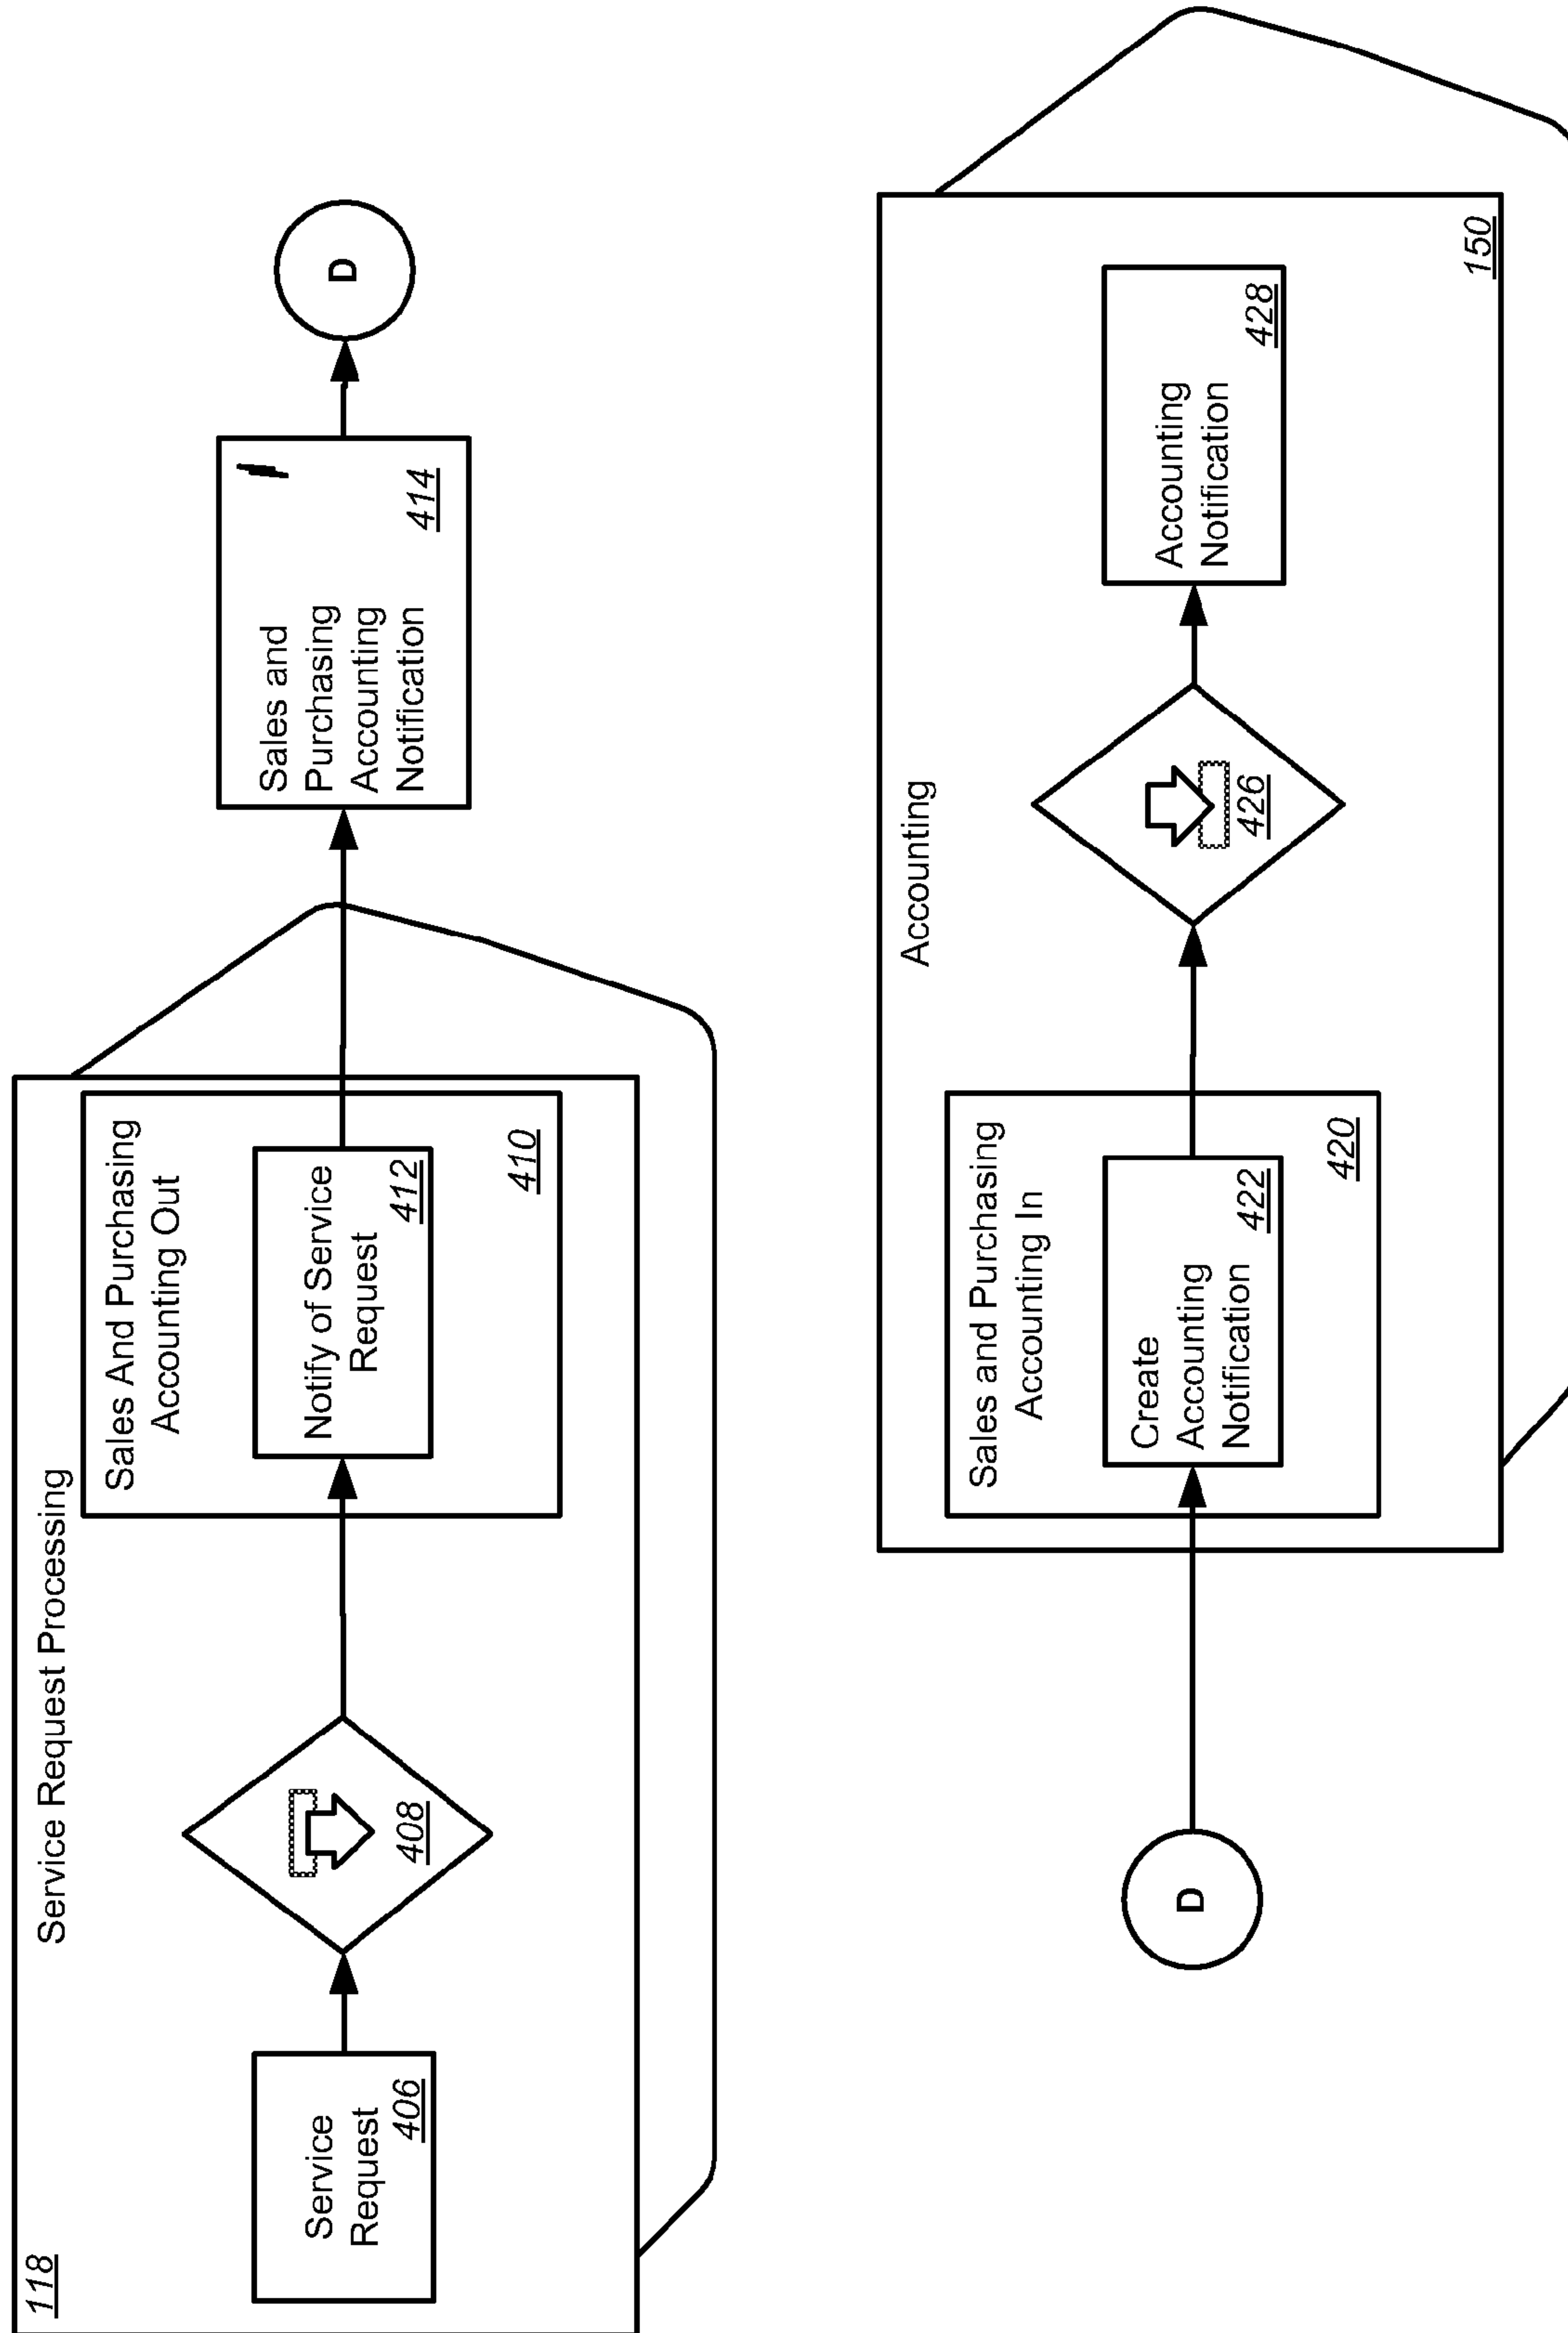 118
Service Request Processing
Service
Request
406
408
Sales And Purchasing
Accounting Out
Notify of Service
Request
412
410
Sales and
Purchasing
Accounting
Notification
414
D
D
Accounting
Sales and Purchasing
Accounting In
Create
Accounting
Notification
422
420
426
Accounting
Notification
428
150